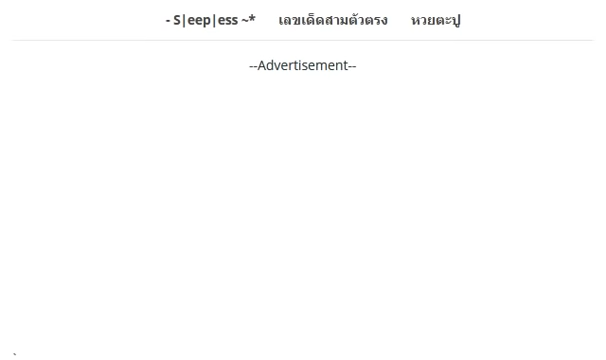 - S|eep|ess ~* เลขเด็ดสามตัวตรง หวยตะปู
--Advertisement--
`